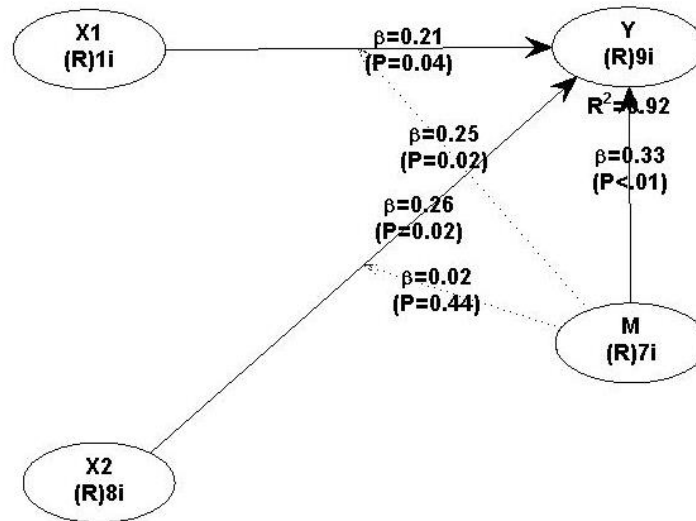 X1
(R)1i
β=0.21
(P=0.04)
Y
(R)9i
R²=0.92
β=0.25
(P=0.02)
β=0.33
(P<.01)
β=0.26
(P=0.02)
β=0.02
(P=0.44)
M
(R)7i
X2
(R)8i